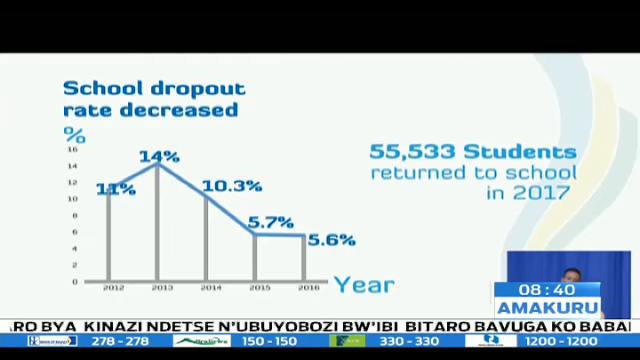 School dropout
rate decreased
%
16
14
12
10
8
6
4
2
0
11%
14%
10.3%
5.7%
5.6%
2012 2013 2014 2015 2016
Year
55,533 Students
returned to school
in 2017
08:40
AMAKURU
ARO BYA KINAZI NDETSE N'UBUYOBOZI BW'IBI BITARO BAVUGA KO BABA
278 - 278 150 - 150 330 - 330 1200 - 1200